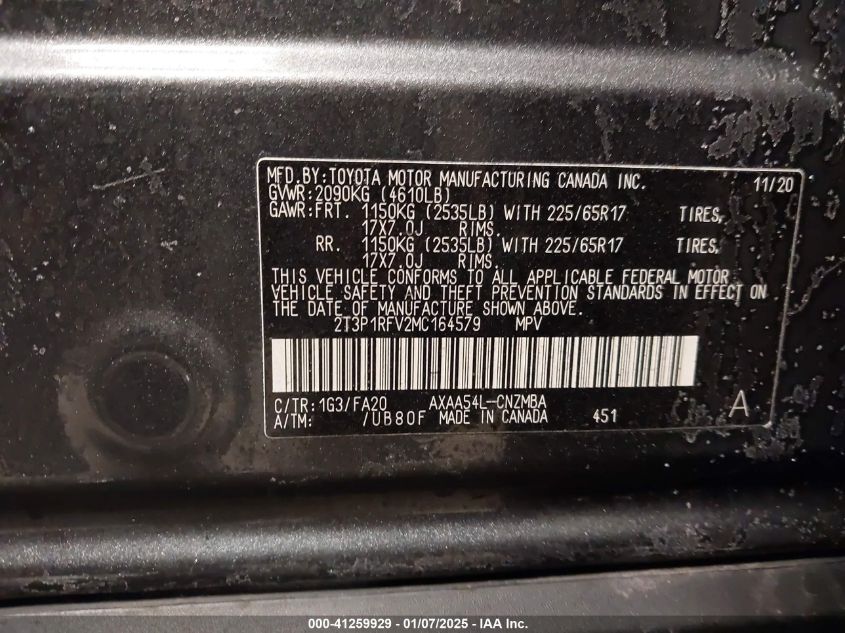 MFD.BY:TOYOTA MOTOR MANUFACTURING CANADA INC. 11/20
GVWR:2090KG (4610LB)
GAWR:FRT. 1150KG (2535LB) WITH 225/65R17 TIRES,
17X7.0J RIMS,
RR. 1150KG (2535LB) WITH 225/65R17 TIRES,
17X7.0J RIMS
THIS VEHICLE CONFORMS TO ALL APPLICABLE FEDERAL MOTOR
VEHICLE SAFETY AND THEFT PREVENTION STANDARDS IN EFFECT ON
THE DATE OF MANUFACTURE SHOWN ABOVE.
2T3P1RFV2MC164579 MPV
C/TR:1G3/FA20 AXAA54L-CNZMBA A
A/TM: /UB80F MADE IN CANADA 451
000-41259929 - 01/07/2025 - © IAA Inc.